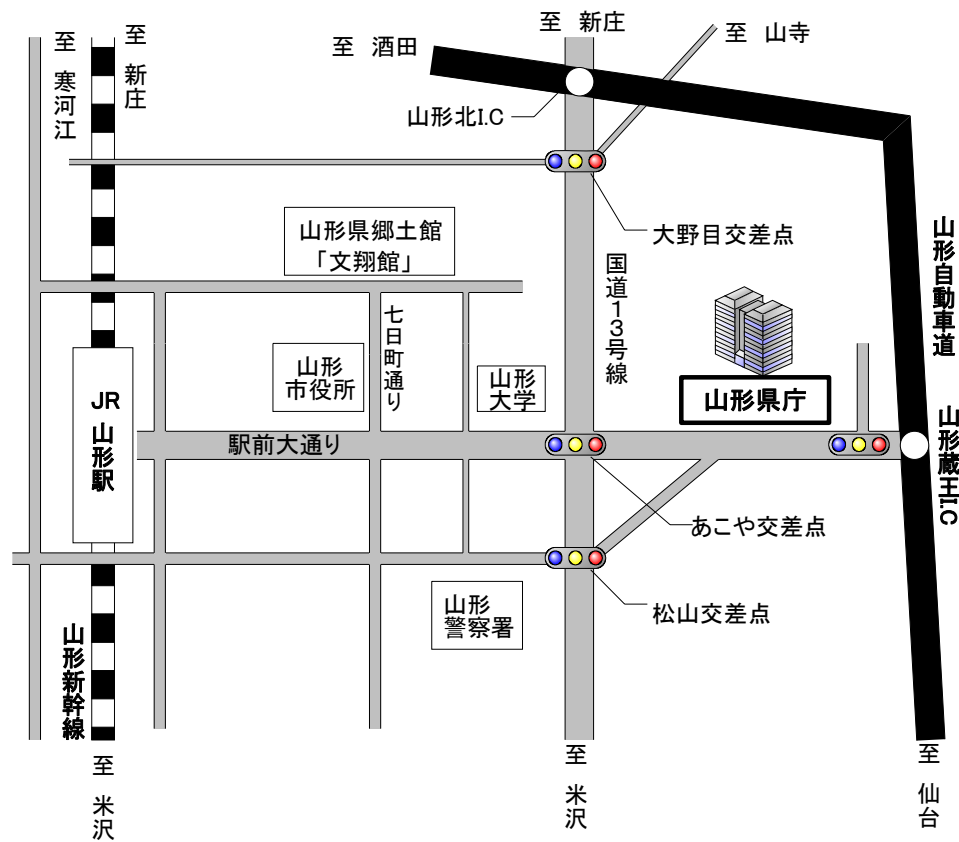 至 新庄
至 山寺
至 酒田
至 新庄
至 寒河江
山形北I.C
大野目交差点
山形県郷土館
「文翔館」
国道13号線
山形自動車道
七日町通り
山形
市役所
山形
大学
山形県庁
JR
山形駅
駅前大通り
山形蔵王I.C
あこや交差点
山形
警察署
松山交差点
山形新幹線
至 米沢
至 米沢
至 仙台